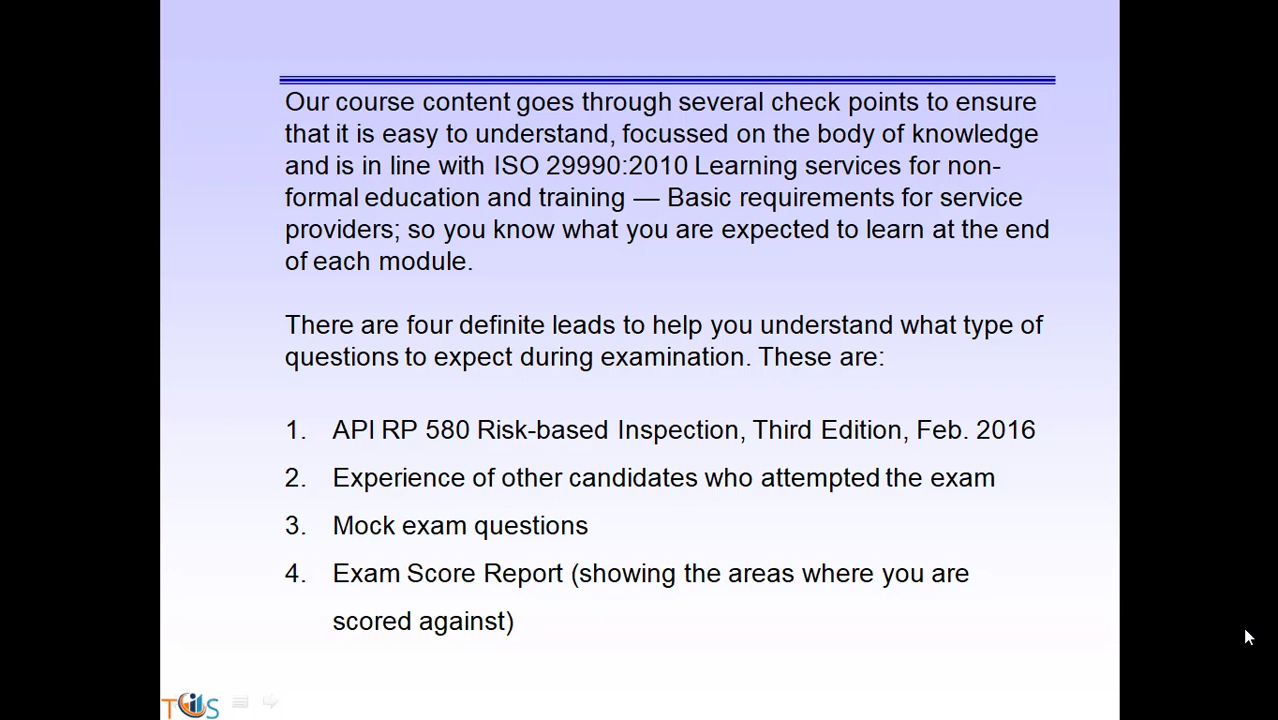 Our course content goes through several check points to ensure
that it is easy to understand, focussed on the body of knowledge
and is in line with ISO 29990:2010 Learning services for non-
formal education and training — Basic requirements for service
providers; so you know what you are expected to learn at the end
of each module.
There are four definite leads to help you understand what type of
questions to expect during examination. These are:
1. API RP 580 Risk-based Inspection, Third Edition, Feb. 2016
2. Experience of other candidates who attempted the exam
3. Mock exam questions
4. Exam Score Report (showing the areas where you are
scored against)